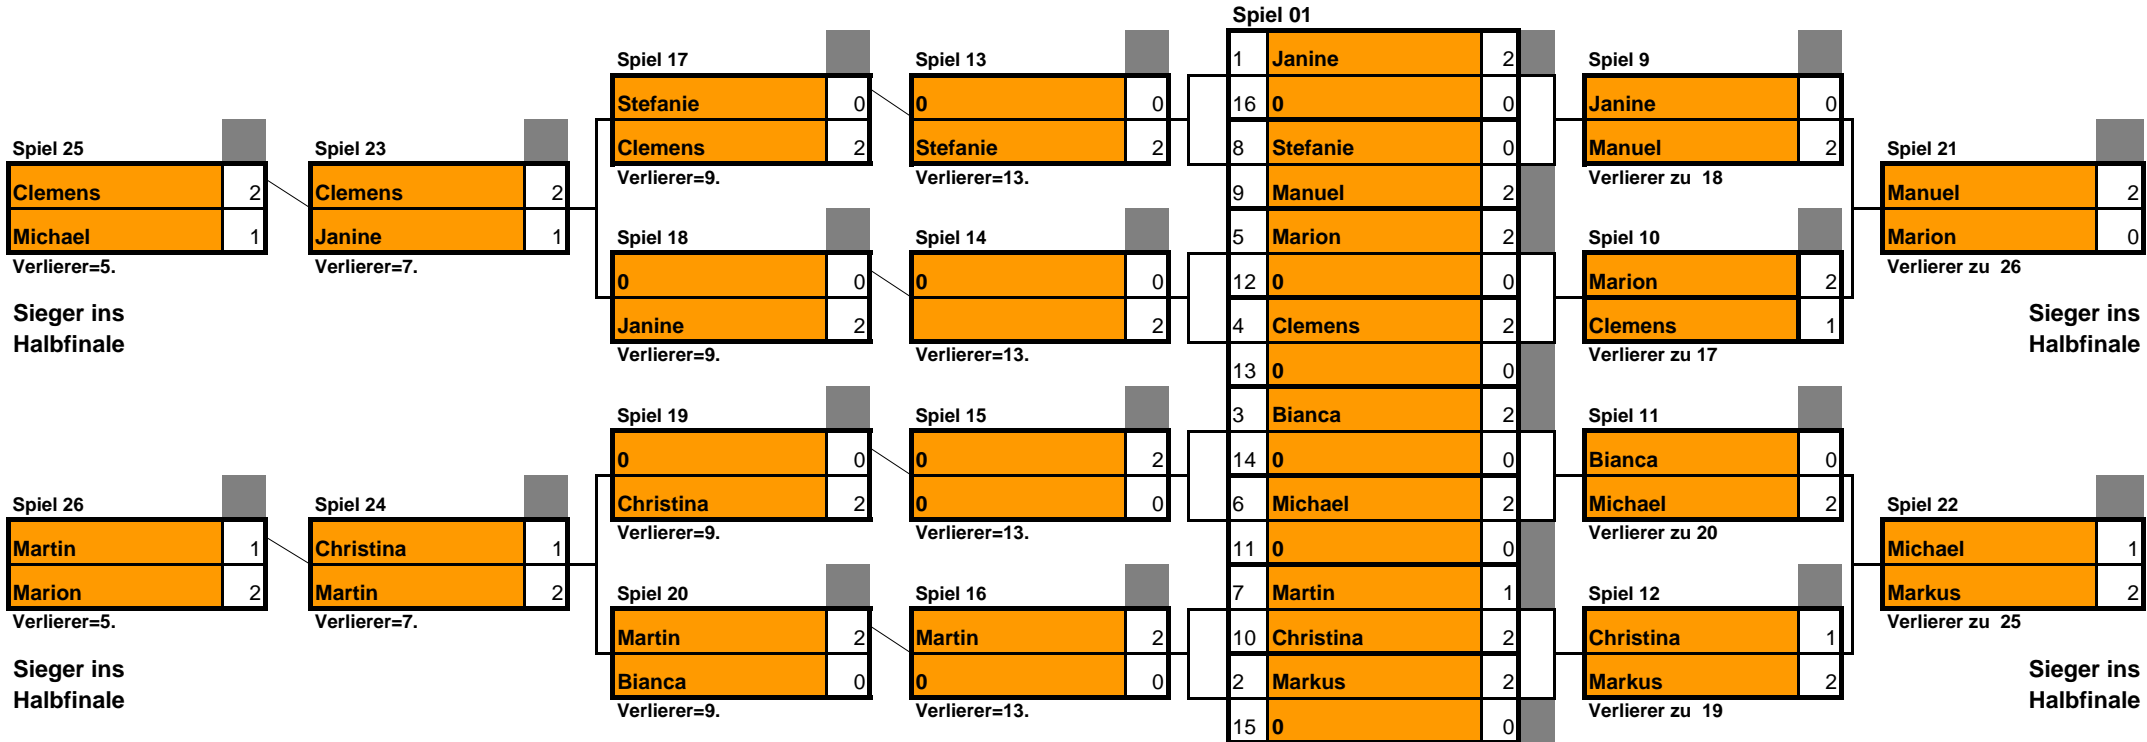 Spiel 01
1 Janine 2
Spiel 17 Spiel 13 Spiel 9
Stefanie 0 0 0 16 0 0 Janine 0
Spiel 25 Spiel 23 Clemens 2 Stefanie 2 8 Stefanie 0 Manuel 2 Spiel 21
Verlierer=9. Verlierer=13. Verlierer zu 18
Clemens 2 Clemens 2 9 Manuel 2 Manuel 2
Michael 1 Janine 1 Spiel 18 Spiel 14 5 Marion 2 Spiel 10 Marion 0
Verlierer=5. Verlierer=7. Verlierer zu 26
0 0 0 0 12 0 0 Marion 2
Sieger ins Sieger ins
Janine 2 2 4 Clemens 2 Clemens 1
Halbfinale Halbfinale
Verlierer=9. Verlierer=13. Verlierer zu 17
13 0 0
Spiel 19 Spiel 15 3 Bianca 2 Spiel 11
0 0 0 2 14 0 0 Bianca 0
Spiel 26 Spiel 24 Christina 2 0 0 6 Michael 2 Michael 2 Spiel 22
Verlierer=9. Verlierer=13. Verlierer zu 20
Martin 1 Christina 1 11 0 0 Michael 1
Marion 2 Martin 2 Spiel 20 Spiel 16 7 Martin 1 Spiel 12 Markus 2
Verlierer=5. Verlierer=7. Verlierer zu 25
Martin 2 Martin 2 10 Christina 2 Christina 1
Sieger ins Sieger ins
Bianca 0 0 0 2 Markus 2 Markus 2
Halbfinale Halbfinale
Verlierer=9. Verlierer=13. Verlierer zu 19
15 0 0